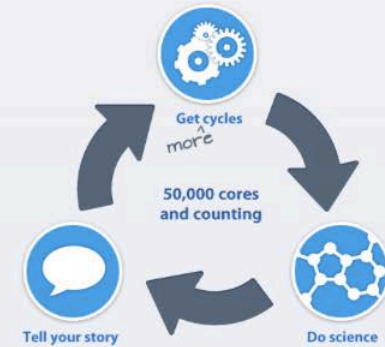 Get cycles
more
50,000 cores
and counting
Tell your story
Do science